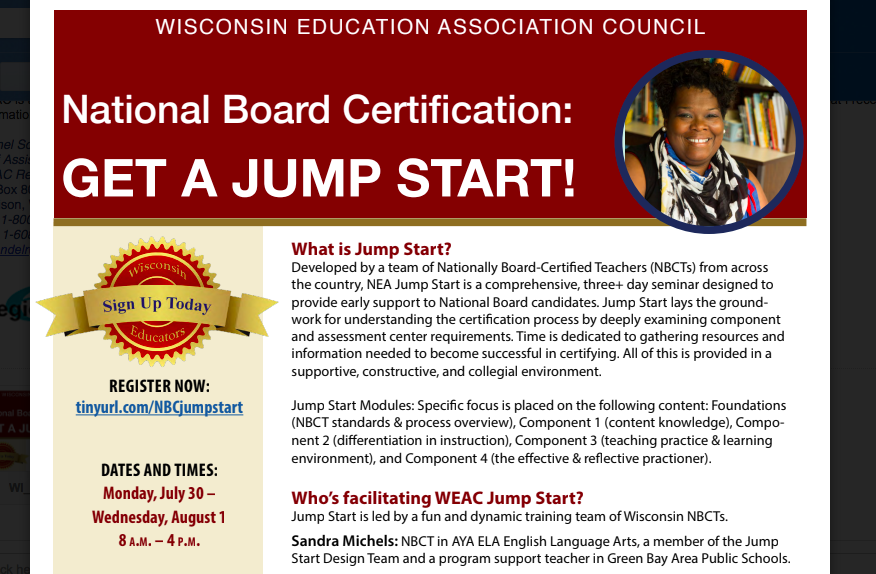 WISCONSIN EDUCATION ASSOCIATION COUNCIL
National Board Certification:
GET A JUMP START!
Wisconsin
Sign Up Today
Educators
REGISTER NOW:
tinyurl.com/NBCjumpstart
DATES AND TIMES:
Monday, July 30 –
Wednesday, August 1
8 A.M. – 4 P.M.
What is Jump Start?
Developed by a team of Nationally Board-Certified Teachers (NBCTs) from across
the country, NEA Jump Start is a comprehensive, three+ day seminar designed to
provide early support to National Board candidates. Jump Start lays the ground-
work for understanding the certification process by deeply examining component
and assessment center requirements. Time is dedicated to gathering resources and
information needed to become successful in certifying. All of this is provided in a
supportive, constructive, and collegial environment.
Jump Start Modules: Specific focus is placed on the following content: Foundations
(NBCT standards & process overview), Component 1 (content knowledge), Compo-
nent 2 (differentiation in instruction), Component 3 (teaching practice & learning
environment), and Component 4 (the effective & reflective practioner).
Who's facilitating WEAC Jump Start?
Jump Start is led by a fun and dynamic training team of Wisconsin NBCTs.
Sandra Michels: NBCT in AYA ELA English Language Arts, a member of the Jump
Start Design Team and a program support teacher in Green Bay Area Public Schools.